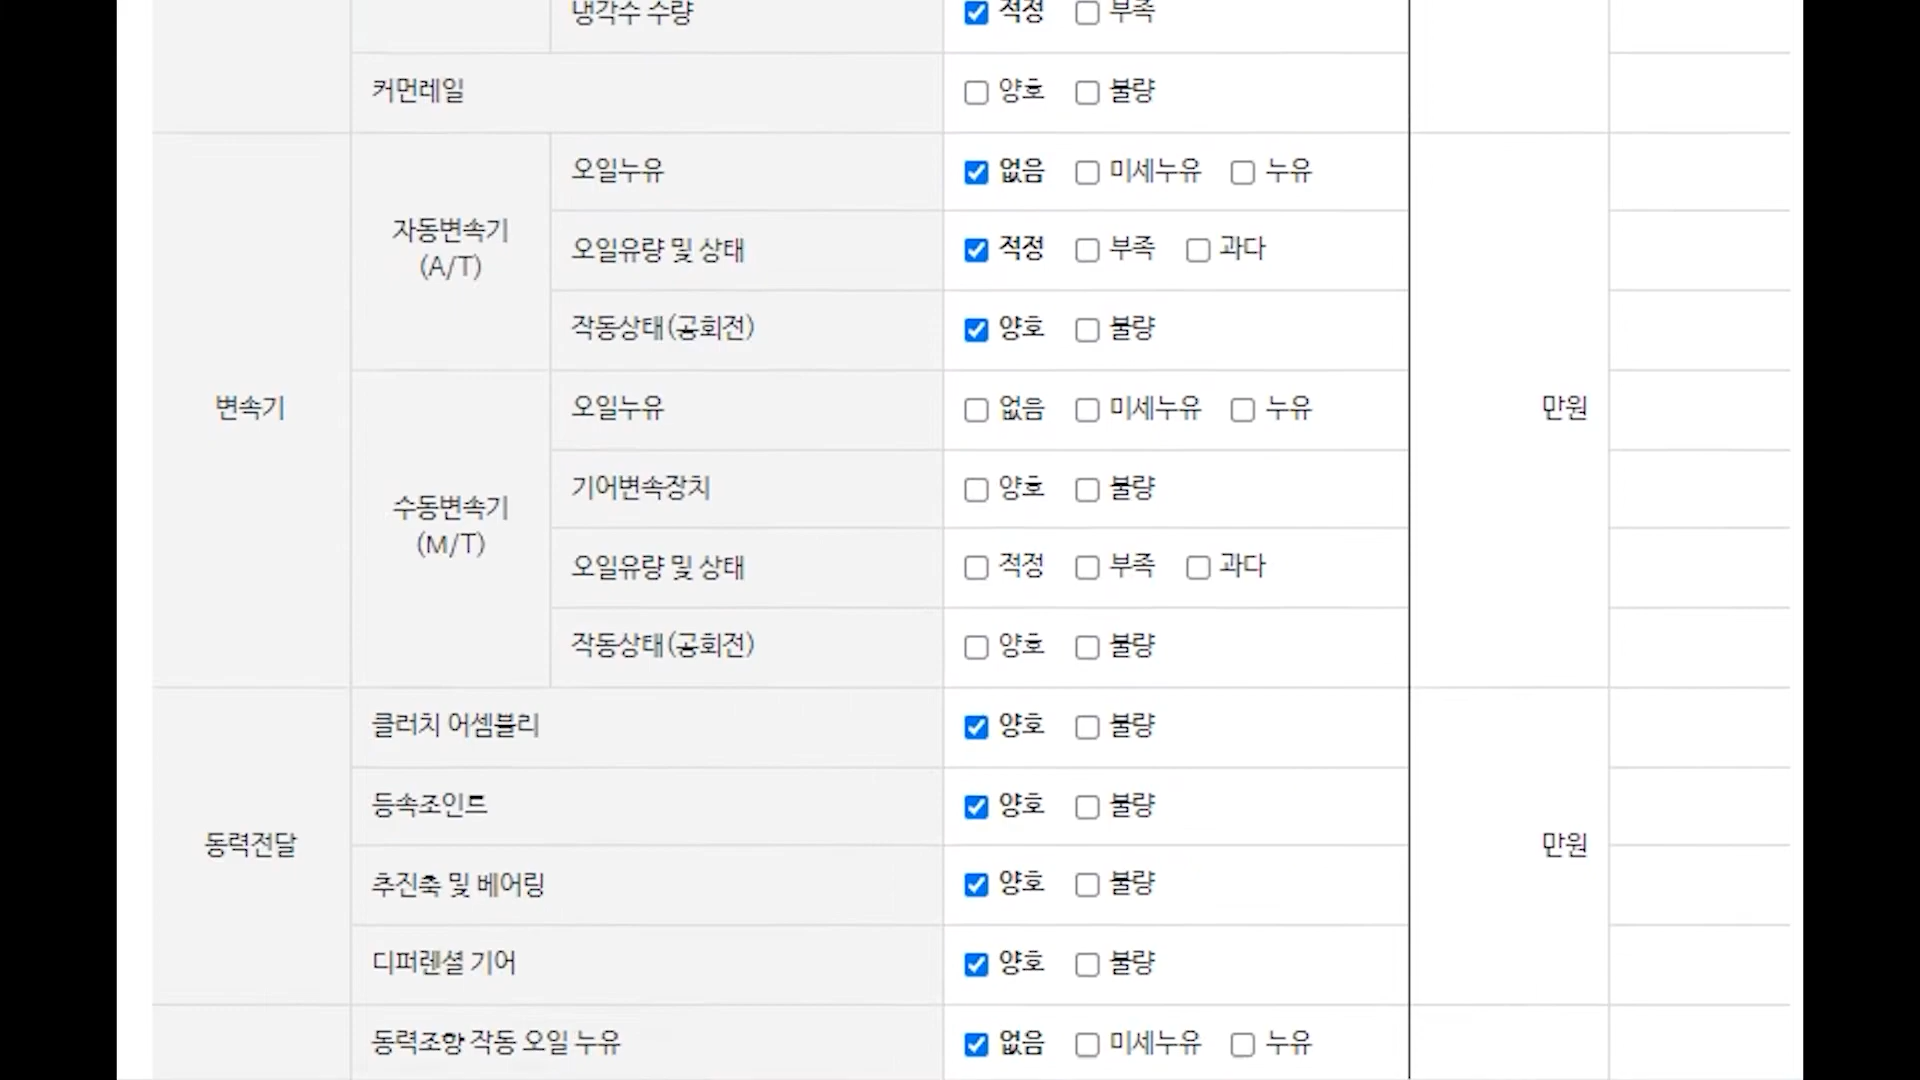 냉각수 수량 적정 부족
커먼레일 양호 불량
오일누유 없음 미세누유 누유
자동변속기
(A/T)
오일유량 및 상태 적정 부족 과다
작동상태(공회전) 양호 불량
변속기
오일누유 없음 미세누유 누유
만원
기어변속장치 양호 불량
수동변속기
(M/T)
오일유량 및 상태 적정 부족 과다
작동상태(공회전) 양호 불량
클러치 어셈블리 양호 불량
등속조인트 양호 불량
동력전달
만원
추진축 및 베어링 양호 불량
디퍼렌셜 기어 양호 불량
동력조향 작동 오일 누유 없음 미세누유 누유